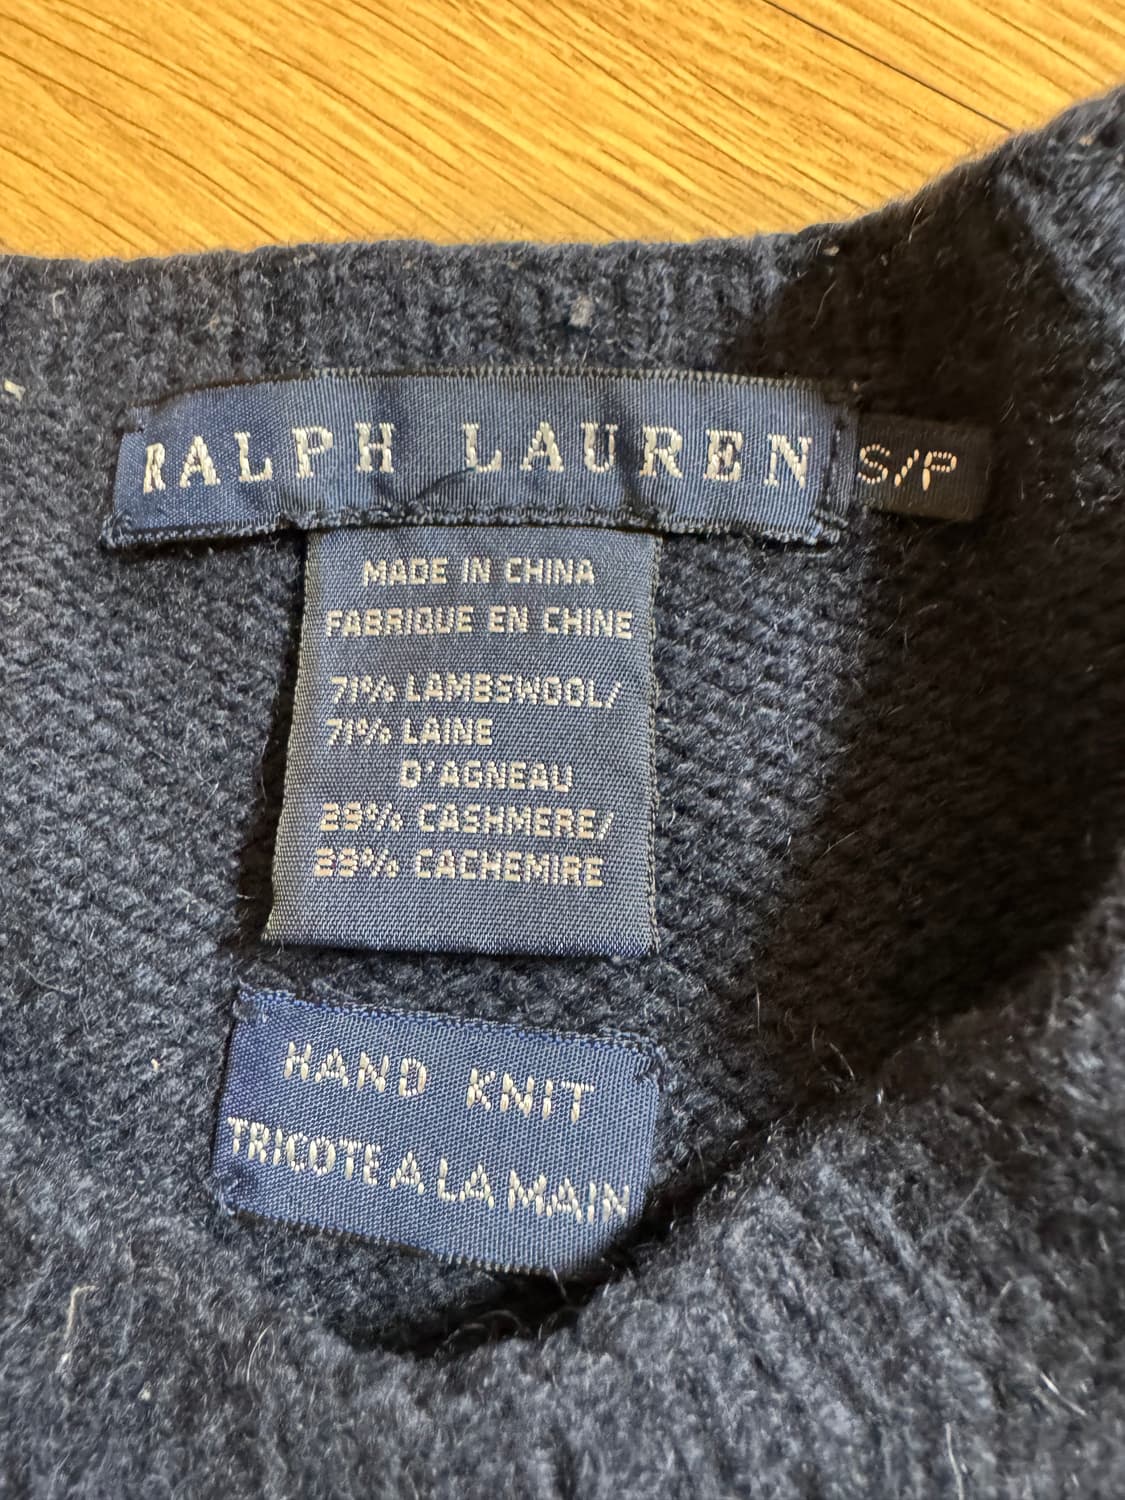 RALPH LAUREN
S/P
MADE IN CHINA
FABRIQUE EN CHINE
71% LAMBSWOOL/
71% LAINE
D'AGNEAU
29% CASHMERE/
29% CACHEMIRE
HAND KNIT
TRICOTE A LA MAIN